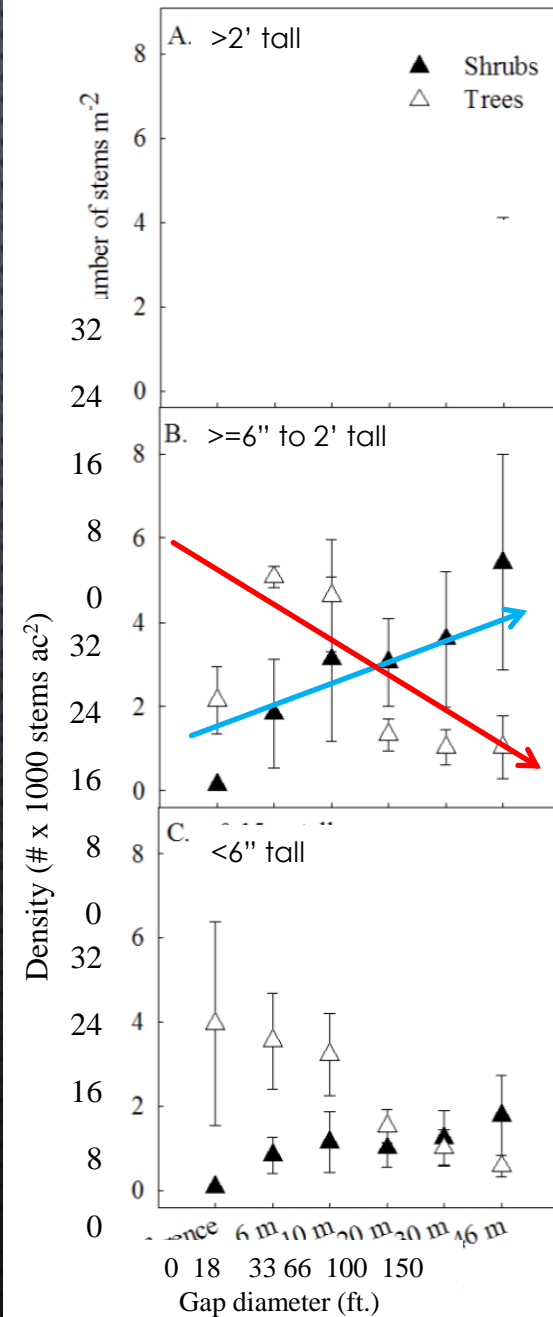 A. >2' tall
Shrubs
Trees
of stems m-2
8
6
4
2
0
32
24
16
8
0
B. >=6” to 2' tall
8
6
4
2
0
32
24
16
8
0
Density (# x 1000 stems ac2)
C.
<6” tall
8
6
4
2
0
32
24
16
8
0
6 m 10 m 20 m 30 m 46 m
0 18 33 66 100 150
Gap diameter (ft.)